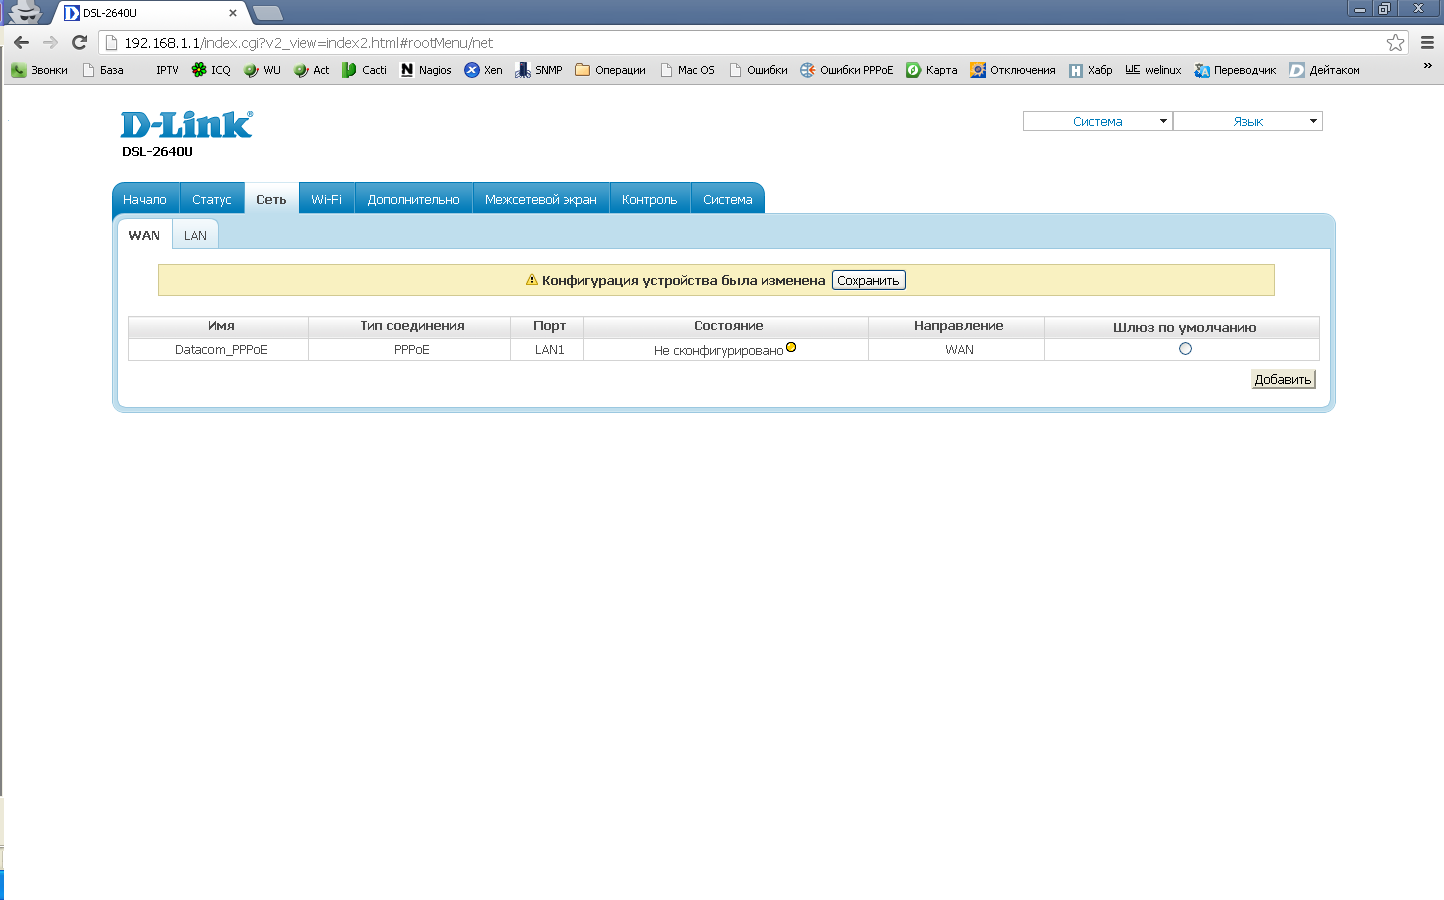 DSL-2640U
192.168.1.1/index.cgi?v2_view=index2.html#rootMenu/net
Звонки База IPTV ICQ WU Act Cacti Nagios Xen SNMP Операции Mac OS Ошибки Ошибки PPPoE Карта Отключения Хабр welinux Переводчик Дейтаком »
D-Link®
DSL-2640U
Система Язык
Начало Статус Сеть Wi-Fi Дополнительно Межсетевой экран Контроль Система
WAN LAN
Конфигурация устройства была изменена Сохранить
Имя Тип соединения Порт Состояние Направление Шлюз по умолчанию
Datacom_PPPoE PPPoE LAN1 Не сконфигурировано WAN
Добавить